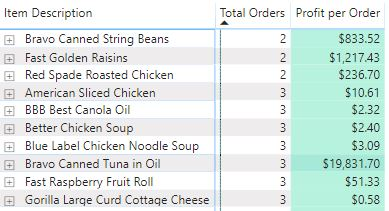 Item Description Total Orders Profit per Order
Bravo Canned String Beans 2 $833.52
Fast Golden Raisins 2 $1,217.43
Red Spade Roasted Chicken 2 $236.70
American Sliced Chicken 3 $10.61
BBB Best Canola Oil 3 $2.32
Better Chicken Soup 3 $2.40
Blue Label Chicken Noodle Soup 3 $3.09
Bravo Canned Tuna in Oil 3 $19,831.70
Fast Raspberry Fruit Roll 3 $51.33
Gorilla Large Curd Cottage Cheese 3 $0.58